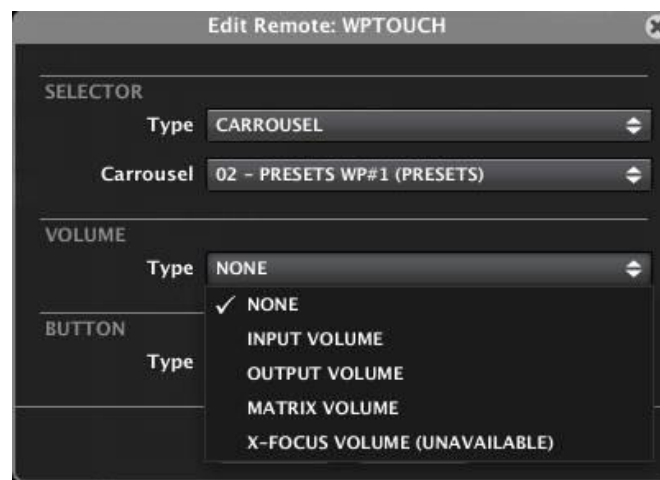 Edit Remote: WPTOUCH
SELECTOR
Type CARROUSEL
Carrousel 02 - PRESETS WP#1 (PRESETS)
VOLUME
Type NONE
✓ NONE
INPUT VOLUME
OUTPUT VOLUME
MATRIX VOLUME
X-FOCUS VOLUME (UNAVAILABLE)
BUTTON
Type